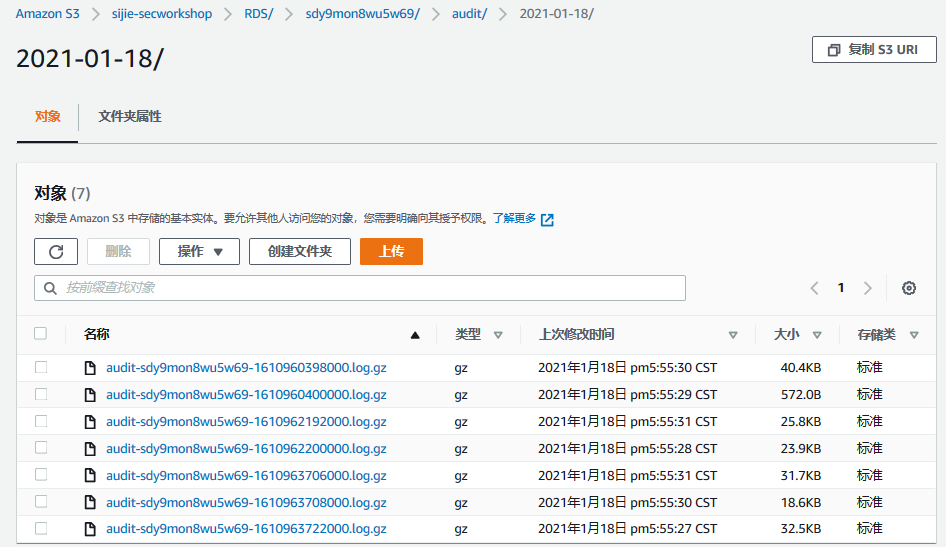 Amazon S3 > sijie-secworkshop > RDS/ > sdy9mon8wu5w69/ > audit/ > 2021-01-18/
2021-01-18/
复制 S3 URI
对象 文件夹属性
对象 (7)
对象是 Amazon S3 中存储的基本实体。要允许其他人访问您的对象，您需要明确向其授予权限。了解更多
删除 操作 创建文件夹 上传
按前缀查找对象
1
名称 类型 上次修改时间 大小 存储类
audit-sdy9mon8wu5w69-1610960398000.log.gz gz 2021年1月18日 pm5:55:30 CST 40.4KB 标准
audit-sdy9mon8wu5w69-1610960400000.log.gz gz 2021年1月18日 pm5:55:29 CST 572.0B 标准
audit-sdy9mon8wu5w69-1610962192000.log.gz gz 2021年1月18日 pm5:55:31 CST 25.8KB 标准
audit-sdy9mon8wu5w69-1610962200000.log.gz gz 2021年1月18日 pm5:55:28 CST 23.9KB 标准
audit-sdy9mon8wu5w69-1610963706000.log.gz gz 2021年1月18日 pm5:55:31 CST 31.7KB 标准
audit-sdy9mon8wu5w69-1610963708000.log.gz gz 2021年1月18日 pm5:55:30 CST 18.6KB 标准
audit-sdy9mon8wu5w69-1610963722000.log.gz gz 2021年1月18日 pm5:55:27 CST 32.5KB 标准